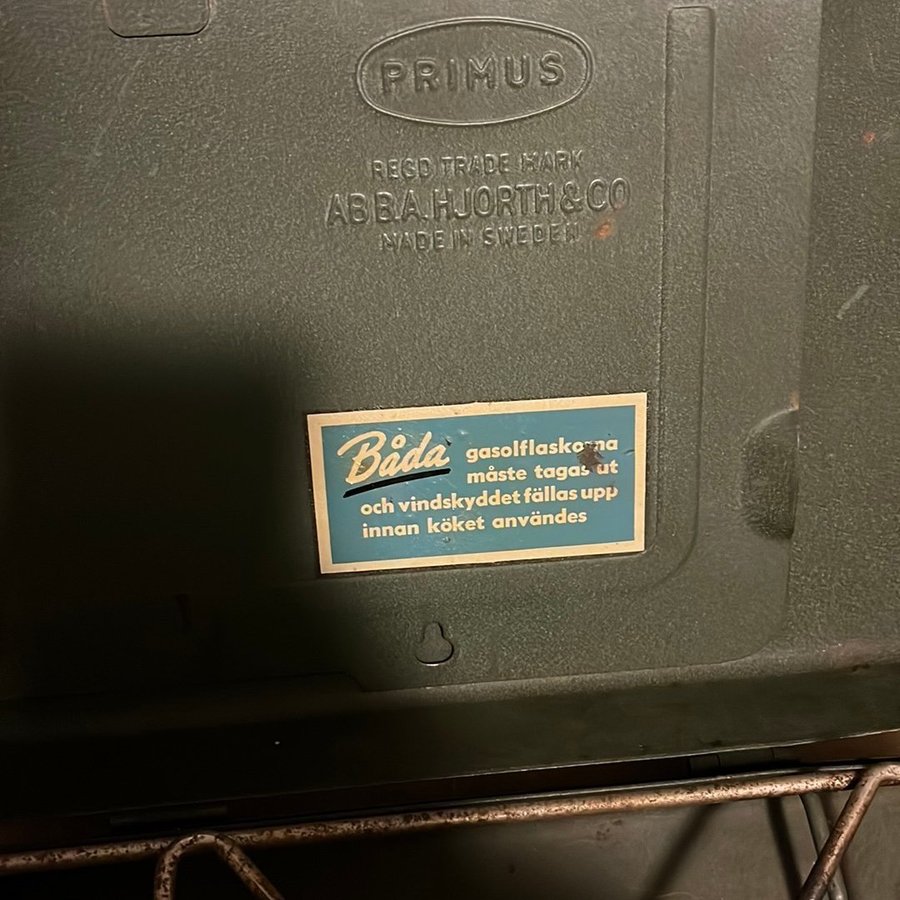 PRIMUS
REGD TRADE MARK
AB B.A. HJORTH & CO
MADE IN SWEDEN
Båda gasolflaskorna
måste tagas ut
och vindskyddet fällas upp
innan köket användes